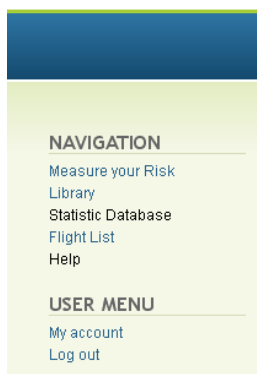 NAVIGATION
Measure your Risk
Library
Statistic Database
Flight List
Help
USER MENU
My account
Log out